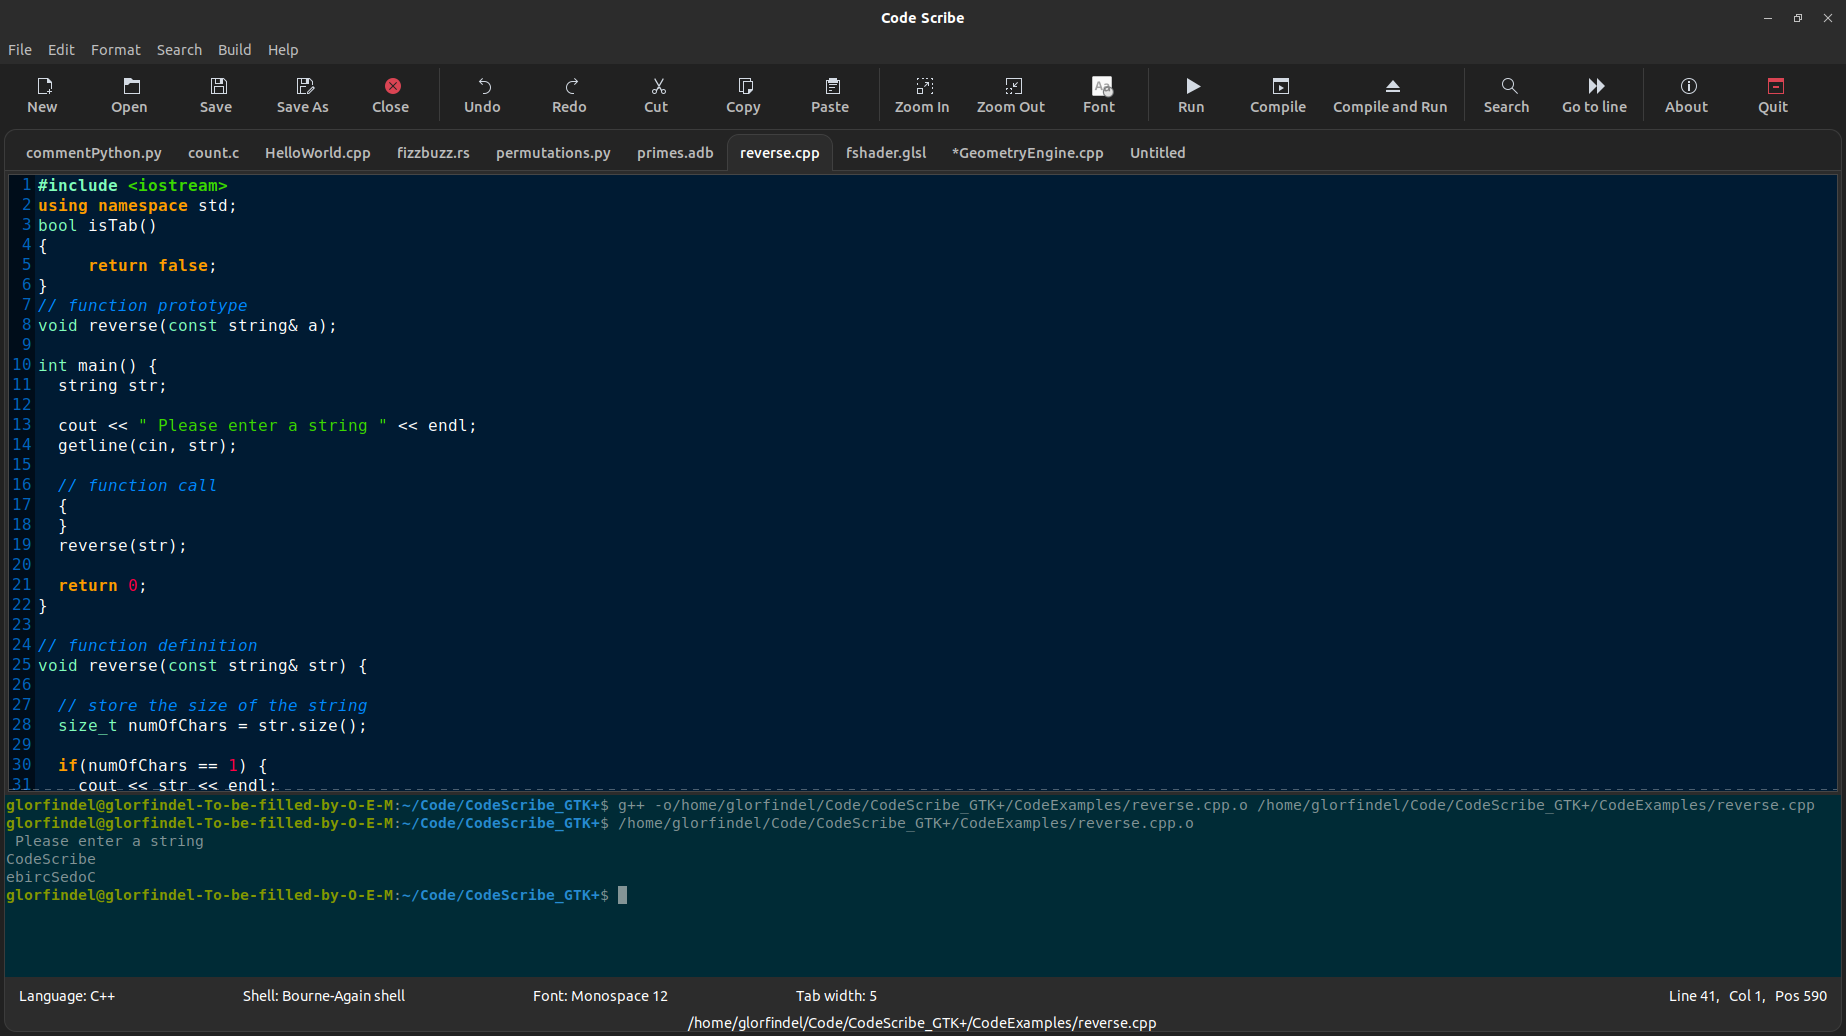 Code Scribe
File Edit Format Search Build Help
New Open Save Save As Close Undo Redo Cut Copy Paste Zoom In Zoom Out Font Run Compile Compile and Run Search Go to line About Quit
commentPython.py count.c HelloWorld.cpp fizzbuzz.rs permutations.py primes.adb reverse.cpp fshader.glsl *GeometryEngine.cpp Untitled
1 #include <iostream>
2 using namespace std;
3 bool isTab()
4 {
5      return false;
6 }
7 // function prototype
8 void reverse(const string& a);
9
10 int main() {
11   string str;
12
13   cout << " Please enter a string " << endl;
14   getline(cin, str);
15
16   // function call
17   {
18   }
19   reverse(str);
20
21   return 0;
22 }
23
24 // function definition
25 void reverse(const string& str) {
26
27   // store the size of the string
28   size_t numOfChars = str.size();
29
30   if(numOfChars == 1) {
31     cout << str << endl;
glorfindel@glorfindel-To-be-filled-by-O-E-M:~/Code/CodeScribe_GTK+$ g++ -o/home/glorfindel/Code/CodeScribe_GTK+/CodeExamples/reverse.cpp.o /home/glorfindel/Code/CodeScribe_GTK+/CodeExamples/reverse.cpp
glorfindel@glorfindel-To-be-filled-by-O-E-M:~/Code/CodeScribe_GTK+$ /home/glorfindel/Code/CodeScribe_GTK+/CodeExamples/reverse.cpp.o
 Please enter a string
CodeScribe
ebircSedoC
glorfindel@glorfindel-To-be-filled-by-O-E-M:~/Code/CodeScribe_GTK+$
Language: C++ Shell: Bourne-Again shell Font: Monospace 12 Tab width: 5 Line 41, Col 1, Pos 590
/home/glorfindel/Code/CodeScribe_GTK+/CodeExamples/reverse.cpp